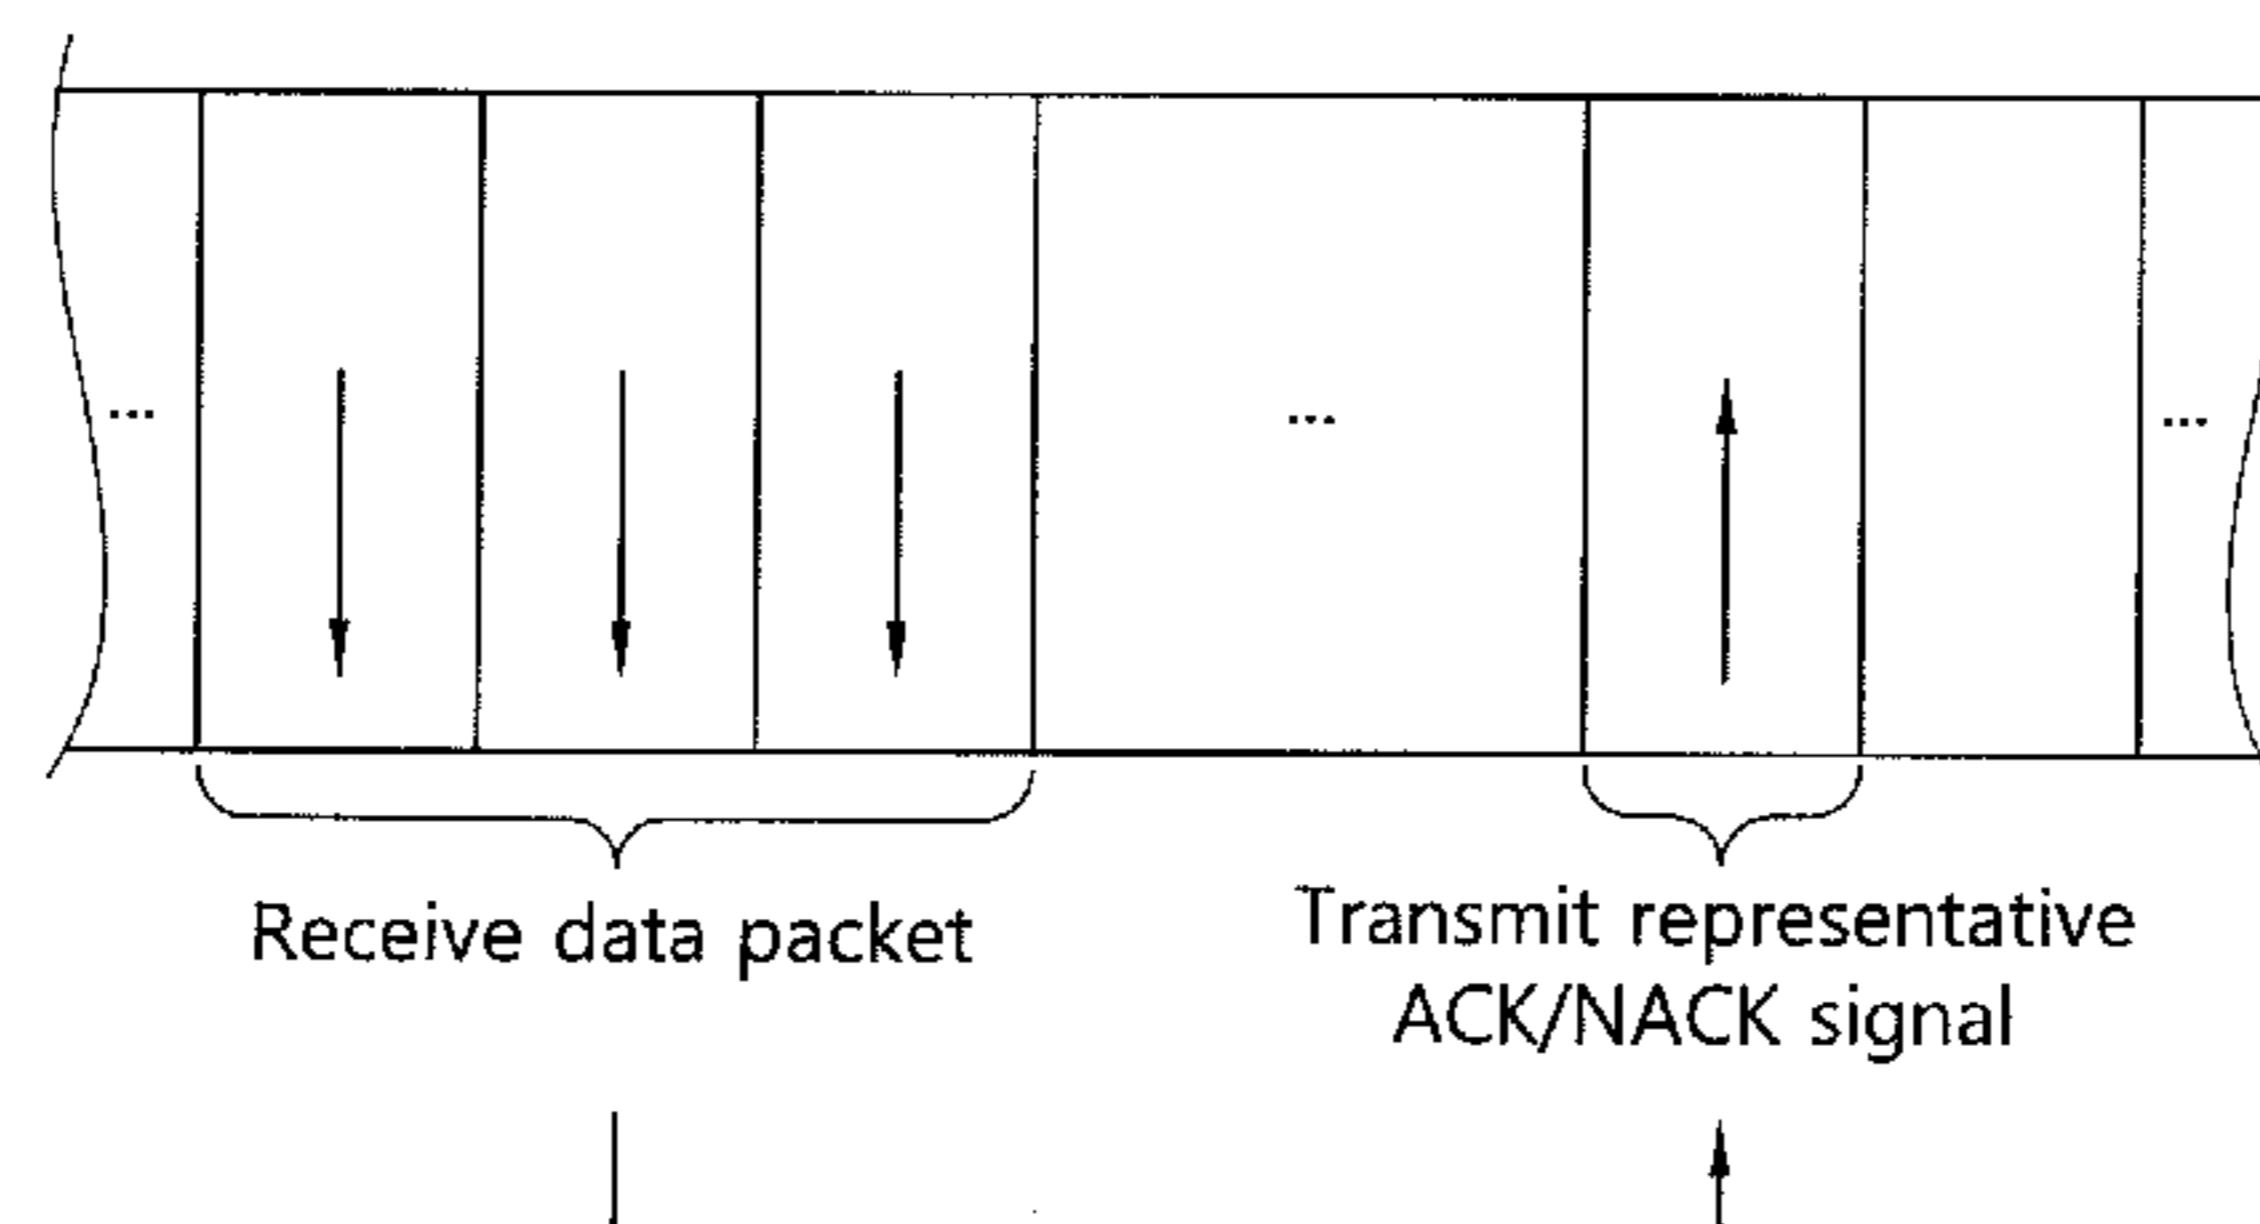 ...
...
...
Receive data packet
Transmit representative
ACK/NACK signal